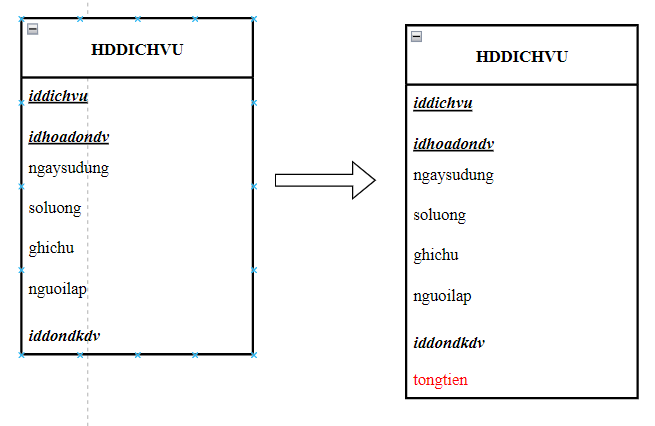 HDDICHVU
iddichvu
idhoadondv
ngaysudung
soluong
ghichu
nguoilap
iddondkdv
HDDICHVU
iddichvu
idhoadondv
ngaysudung
soluong
ghichu
nguoilap
iddondkdv
tongtien